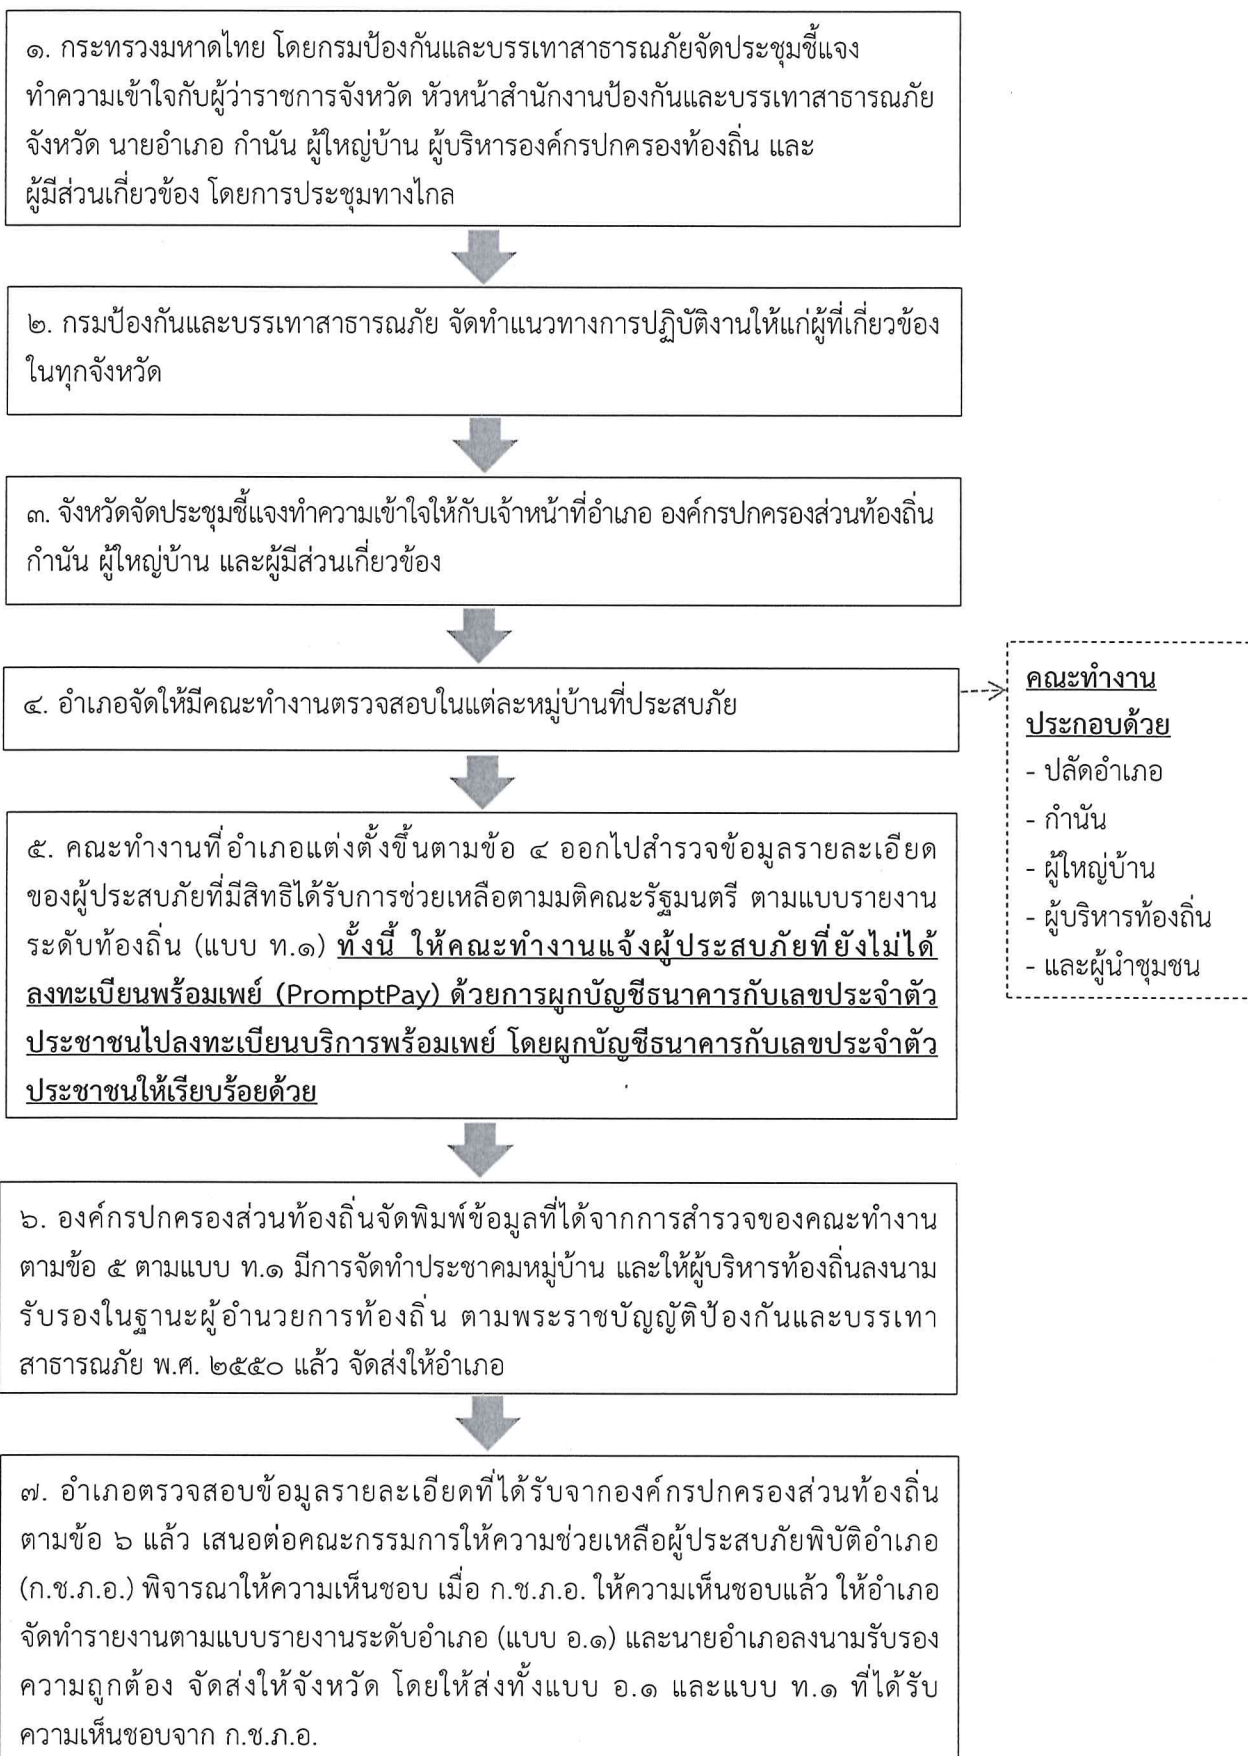 ๑. กระทรวงมหาดไทย โดยกรมป้องกันและบรรเทาสาธารณภัยจัดประชุมชี้แจง
ทำความเข้าใจกับผู้ว่าราชการจังหวัด หัวหน้าสำนักงานป้องกันและบรรเทาสาธารณภัย
จังหวัด นายอำเภอ กำนัน ผู้ใหญ่บ้าน ผู้บริหารองค์กรปกครองท้องถิ่น และ
ผู้มีส่วนเกี่ยวข้อง โดยการประชุมทางไกล
๒. กรมป้องกันและบรรเทาสาธารณภัย จัดทำแนวทางการปฏิบัติงานให้แก่ผู้ที่เกี่ยวข้อง
ในทุกจังหวัด
๓. จังหวัดจัดประชุมชี้แจงทำความเข้าใจให้กับเจ้าหน้าที่อำเภอ องค์กรปกครองส่วนท้องถิ่น
กำนัน ผู้ใหญ่บ้าน และผู้มีส่วนเกี่ยวข้อง
๔. อำเภอจัดให้มีคณะทำงานตรวจสอบในแต่ละหมู่บ้านที่ประสบภัย
คณะทำงาน
ประกอบด้วย
- ปลัดอำเภอ
- กำนัน
- ผู้ใหญ่บ้าน
- ผู้บริหารท้องถิ่น
- และผู้นำชุมชน
๕. คณะทำงานที่อำเภอแต่งตั้งขึ้นตามข้อ ๔ ออกไปสำรวจข้อมูลรายละเอียด
ของผู้ประสบภัยที่มีสิทธิได้รับการช่วยเหลือตามมติคณะรัฐมนตรี ตามแบบรายงาน
ระดับท้องถิ่น (แบบ ท.๑) ทั้งนี้ ให้คณะทำงานแจ้งผู้ประสบภัยที่ยังไม่ได้
ลงทะเบียนพร้อมเพย์ (PromptPay) ด้วยการผูกบัญชีธนาคารกับเลขประจำตัว
ประชาชนไปลงทะเบียนบริการพร้อมเพย์ โดยผูกบัญชีธนาคารกับเลขประจำตัว
ประชาชนให้เรียบร้อยด้วย
๖. องค์กรปกครองส่วนท้องถิ่นจัดพิมพ์ข้อมูลที่ได้จากการสำรวจของคณะทำงาน
ตามข้อ ๕ ตามแบบ ท.๑ มีการจัดทำประชาคมหมู่บ้าน และให้ผู้บริหารท้องถิ่นลงนาม
รับรองในฐานะผู้อำนวยการท้องถิ่น ตามพระราชบัญญัติป้องกันและบรรเทา
สาธารณภัย พ.ศ. ๒๕๕๐ แล้ว จัดส่งให้อำเภอ
๗. อำเภอตรวจสอบข้อมูลรายละเอียดที่ได้รับจากองค์กรปกครองส่วนท้องถิ่น
ตามข้อ ๖ แล้ว เสนอต่อคณะกรรมการให้ความช่วยเหลือผู้ประสบภัยพิบัติอำเภอ
(ก.ช.ภ.อ.) พิจารณาให้ความเห็นชอบ เมื่อ ก.ช.ภ.อ. ให้ความเห็นชอบแล้ว ให้อำเภอ
จัดทำรายงานตามแบบรายงานระดับอำเภอ (แบบ อ.๑) และนายอำเภอลงนามรับรอง
ความถูกต้อง จัดส่งให้จังหวัด โดยให้ส่งทั้งแบบ อ.๑ และแบบ ท.๑ ที่ได้รับ
ความเห็นชอบจาก ก.ช.ภ.อ.